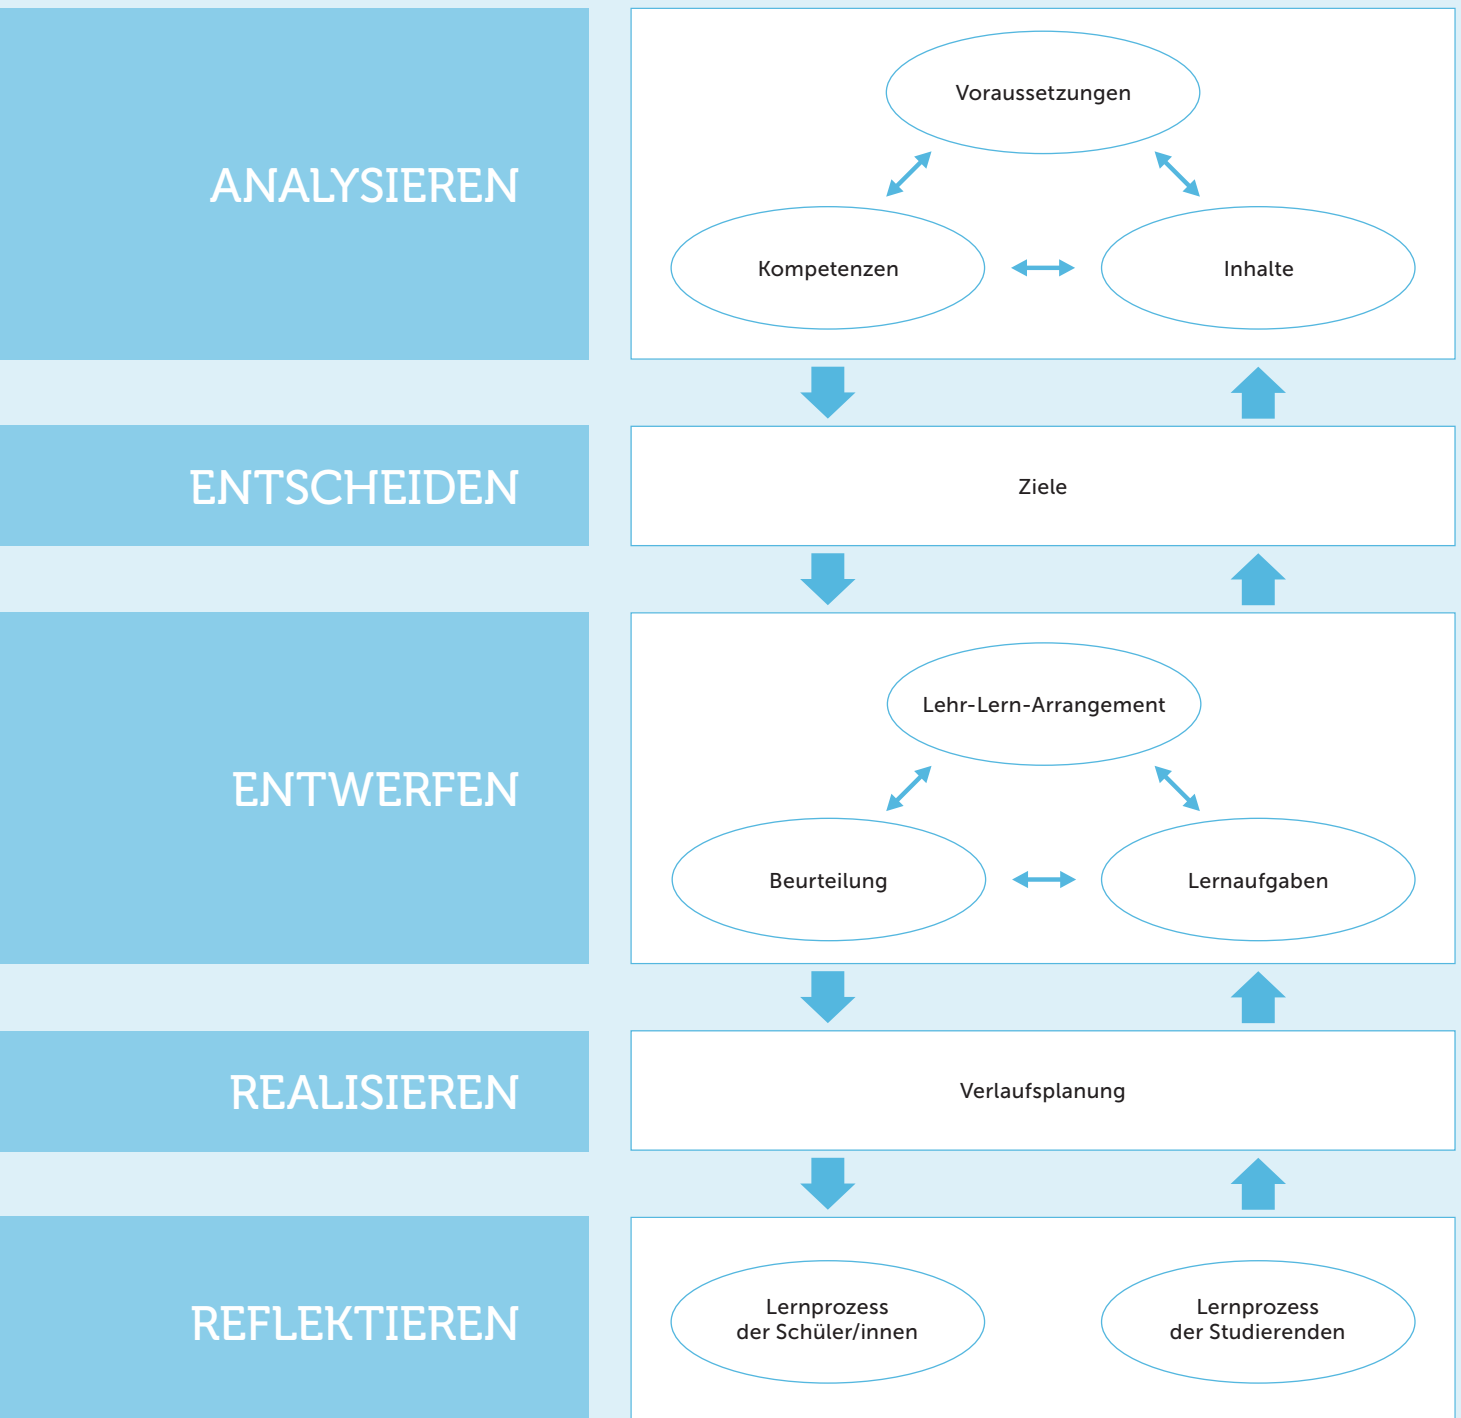 ANALYSIEREN
Voraussetzungen
Kompetenzen
Inhalte
ENTSCHEIDEN
Ziele
ENTWERFEN
Lehr-Lern-Arrangement
Beurteilung
Lernaufgaben
REALISIEREN
Verlaufsplanung
REFLEKTIEREN
Lernprozess
der Schüler/innen
Lernprozess
der Studierenden